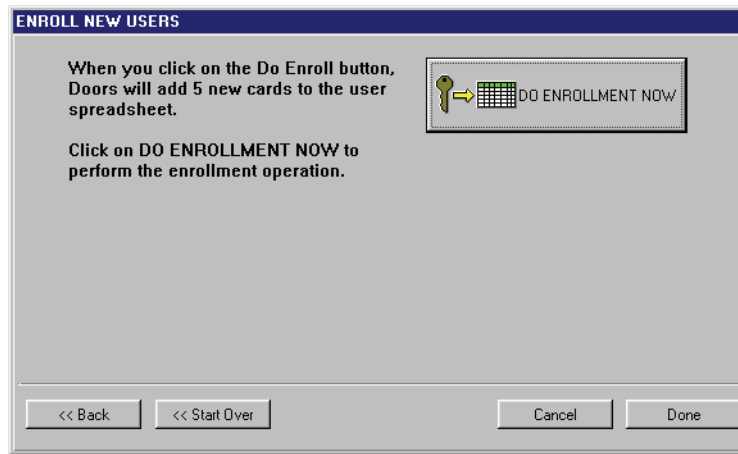 ENROLL NEW USERS
When you click on the Do Enroll button,
Doors will add 5 new cards to the user
spreadsheet.
Click on DO ENROLLMENT NOW to
perform the enrollment operation.
DO ENROLLMENT NOW
<< Back
<< Start Over
Cancel
Done